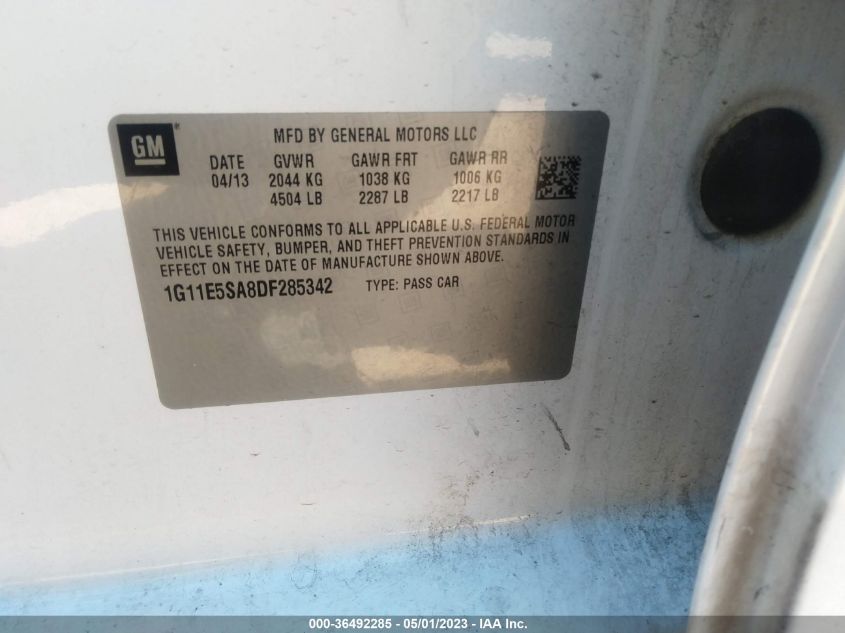 GM
MFD BY GENERAL MOTORS LLC
DATE GVWR GAWR FRT GAWR RR
04/13 2044 KG 1038 KG 1006 KG
4504 LB 2287 LB 2217 LB
THIS VEHICLE CONFORMS TO ALL APPLICABLE U.S. FEDERAL MOTOR
VEHICLE SAFETY, BUMPER, AND THEFT PREVENTION STANDARDS IN
EFFECT ON THE DATE OF MANUFACTURE SHOWN ABOVE.
1G11E5SA8DF285342 TYPE: PASS CAR
000-36492285 - 05/01/2023 - IAA Inc.